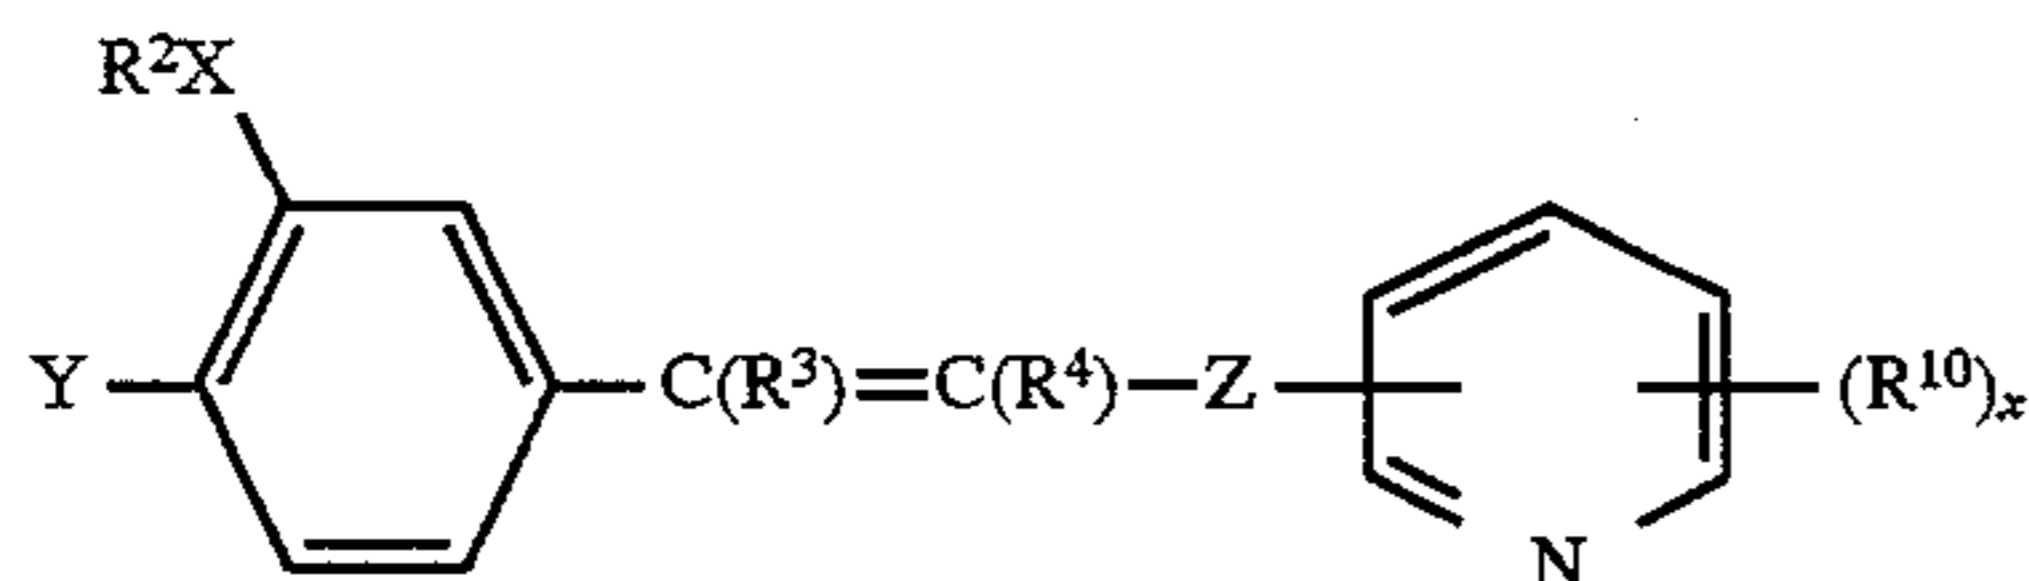 R²X
Y C(R³)=C(R⁴)—Z (R¹⁰)ₓ
N